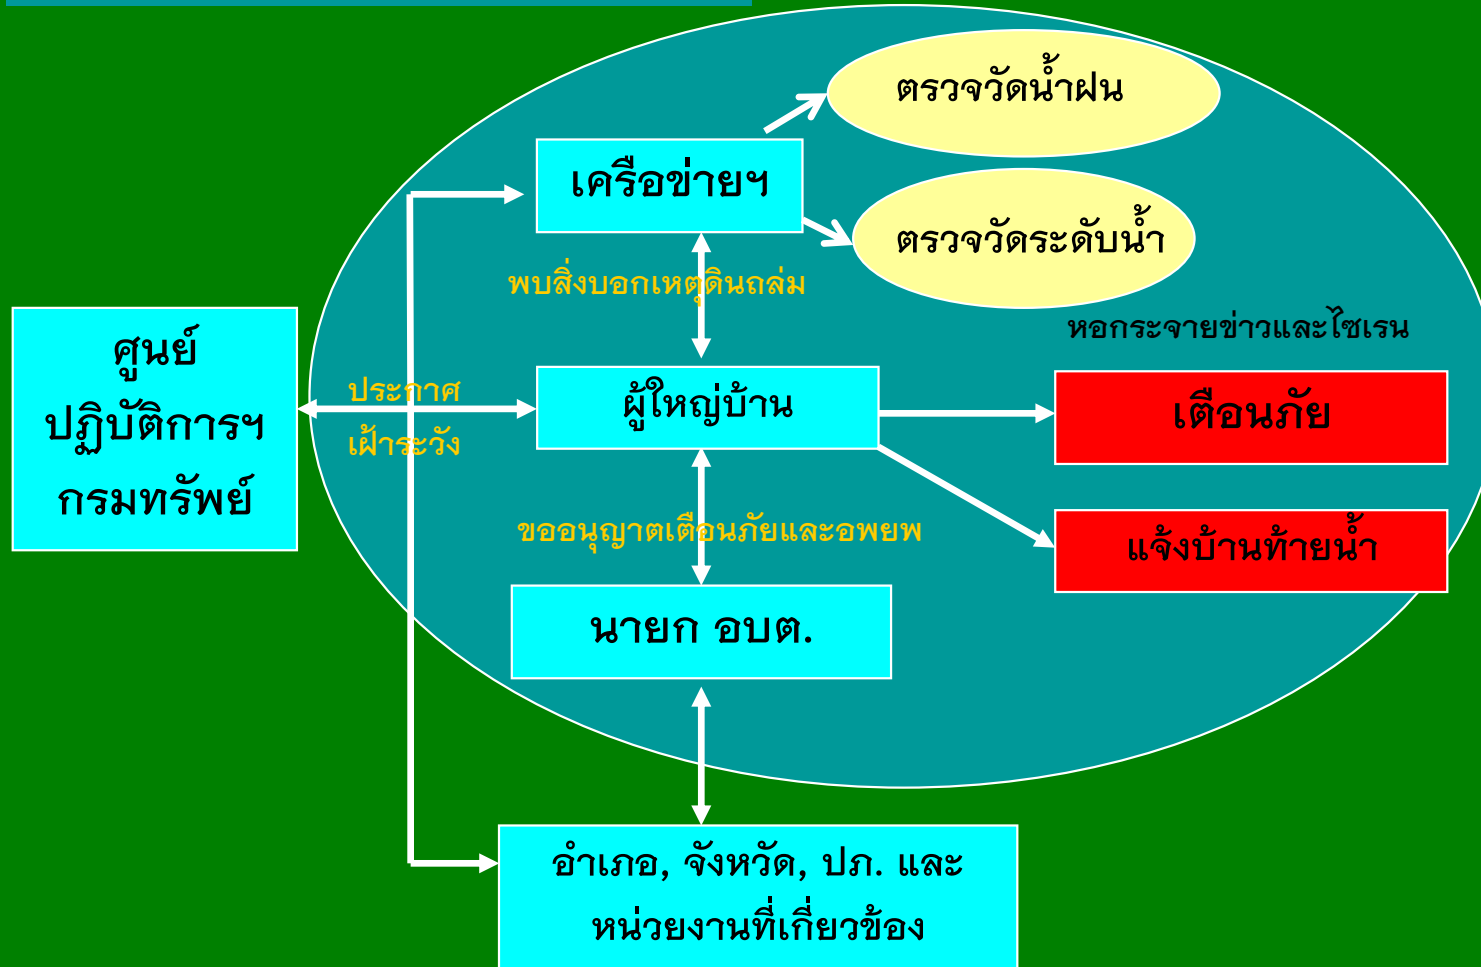 ตรวจวัดน้ำฝน
เครือข่ายฯ
ตรวจวัดระดับน้ำ
พบสิ่งบอกเหตุดินถล่ม
หอกระจายข่าวและไซเรน
ศูนย์
ปฏิบัติการฯ
กรมทรัพย์
ประกาศ
เฝ้าระวัง
ผู้ใหญ่บ้าน
เตือนภัย
ขออนุญาตเตือนภัยและอพยพ
แจ้งบ้านท้ายน้ำ
นายก อบต.
อำเภอ, จังหวัด, ปภ. และ
หน่วยงานที่เกี่ยวข้อง